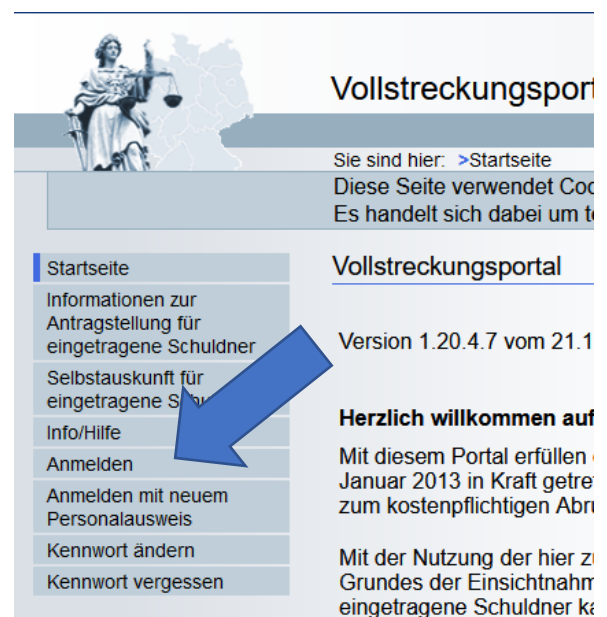 Vollstreckungsport
Sie sind hier: >Startseite
Diese Seite verwendet Coo
Es handelt sich dabei um te
Startseite
Informationen zur
Antragstellung für
eingetragene Schuldner
Selbstauskunft für
eingetragene
Info/Hilfe
Anmelden
Anmelden mit neuem
Personalausweis
Kennwort ändern
Kennwort vergessen
Vollstreckungsportal
Version 1.20.4.7 vom 21.1
Herzlich willkommen auf
Mit diesem Portal erfüllen
Januar 2013 in Kraft getre
zum kostenpflichtigen Abru
Mit der Nutzung der hier zu
Grundes der Einsichtnahm
eingetragene Schuldner ka